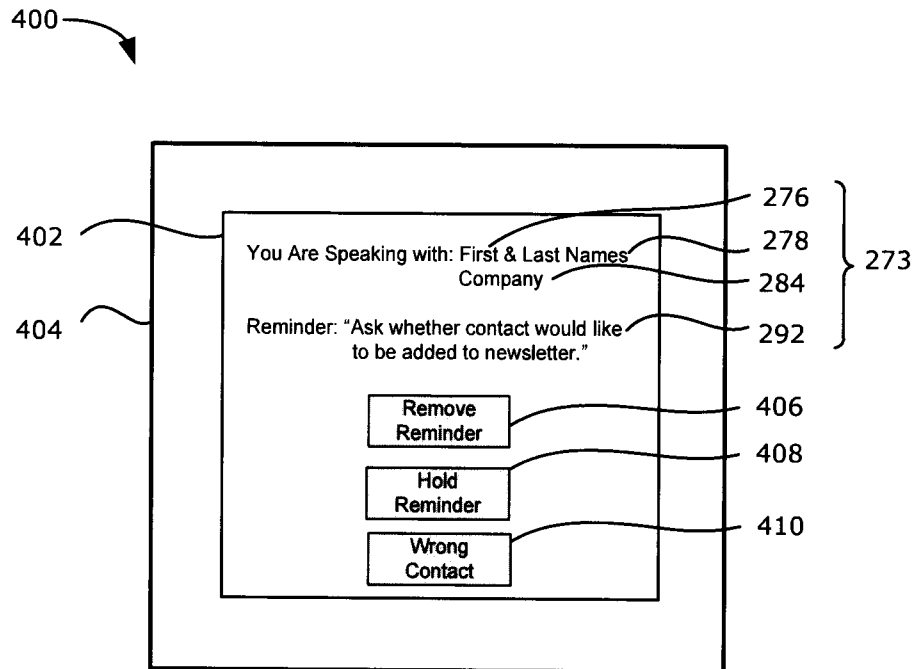 400
276
402
You Are Speaking with: First & Last Names
278
273
Company
284
404
Reminder: “Ask whether contact would like
292
to be added to newsletter.”
Remove
406
Reminder
408
Hold
Reminder
410
Wrong
Contact